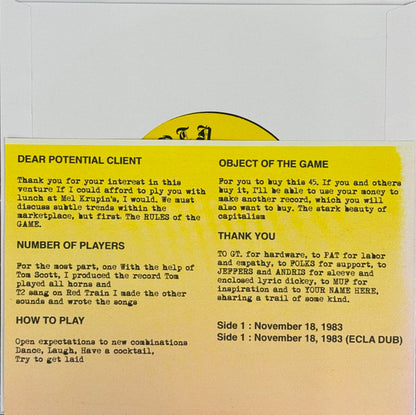 DEAR POTENTIAL CLIENT
Thank you for your interest in this
venture If I could afford to ply you with
lunch at Mel Krupin's, I would. We must
discuss subtle trends within the
marketplace, but first The RULES of the
GAME.
NUMBER OF PLAYERS
For the most part, one With the help of
Tom Scott, I produced the record Tom
played all horns and
T2 sang on Red Train I made the other
sounds and wrote the songs
HOW TO PLAY
Open expectations to new combinations
Dance, Laugh, Have a cocktail,
Try to get laid
OBJECT OF THE GAME
For you to buy this 45. If you and others
buy it, I'll be able to use your money to
make another record, which you will
also want to buy. The stark beauty of
capitalism
THANK YOU
TO GT. for hardware, to PAT for labor
and empathy, to FOLKS for support, to
JEFFERS and ANDRIS for sleeve and
enclosed lyric dickey, to MUF for
inspiration and to YOUR NAME HERE,
sharing a trail of some kind.
Side 1 : November 18, 1983
Side 1 : November 18, 1983 (ECLA DUB)